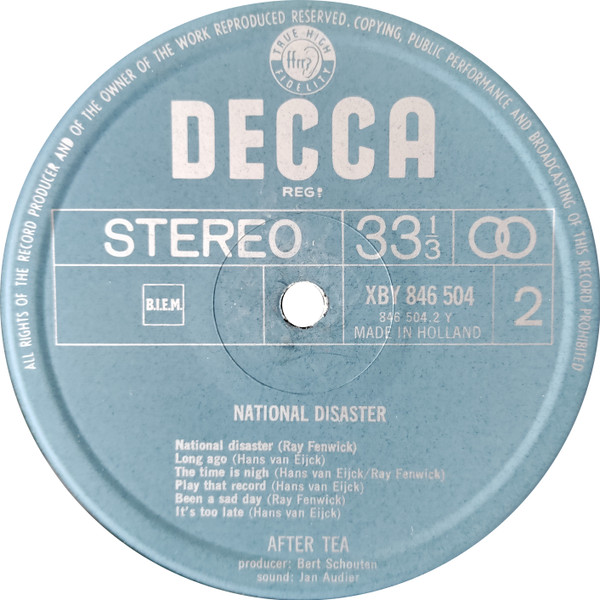 ALL RIGHTS OF THE RECORD PRODUCER AND OF THE OWNER OF THE WORK REPRODUCED RESERVED. COPYING, PUBLIC PERFORMANCE AND BROADCASTING OF THIS RECORD PROHIBITED
TRUE·HIGH
ffrr
FIDELITY
DECCA
REG!
STEREO 33 1/3
B.I.E.M. XBY 846 504 2
846 504.2 Y
MADE IN HOLLAND
NATIONAL DISASTER
National disaster (Ray Fenwick)
Long ago (Hans van Eijck)
The time is nigh (Hans van Eijck/Ray Fenwick)
Play that record (Hans van Eijck)
Been a sad day (Ray Fenwick)
It's too late (Hans van Eijck)
AFTER TEA
producer: Bert Schouten
sound: Jan Audier